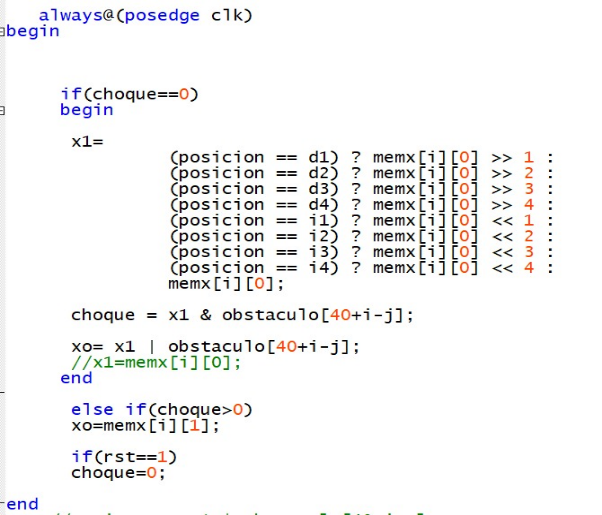 always@(posedge clk)
begin
if(choque==0)
begin
x1=
(posicion == d1) ? memx[i][0] >> 1 :
(posicion == d2) ? memx[i][0] >> 2 :
(posicion == d3) ? memx[i][0] >> 3 :
(posicion == d4) ? memx[i][0] >> 4 :
(posicion == i1) ? memx[i][0] << 1 :
(posicion == i2) ? memx[i][0] << 2 :
(posicion == i3) ? memx[i][0] << 3 :
(posicion == i4) ? memx[i][0] << 4 :
memx[i][0];
choque = x1 & obstaculo[40+i-j];
xo= x1 | obstaculo[40+i-j];
//x1=memx[i][0];
end
else if(choque>0)
xo=memx[i][1];
if(rst==1)
choque=0;
end